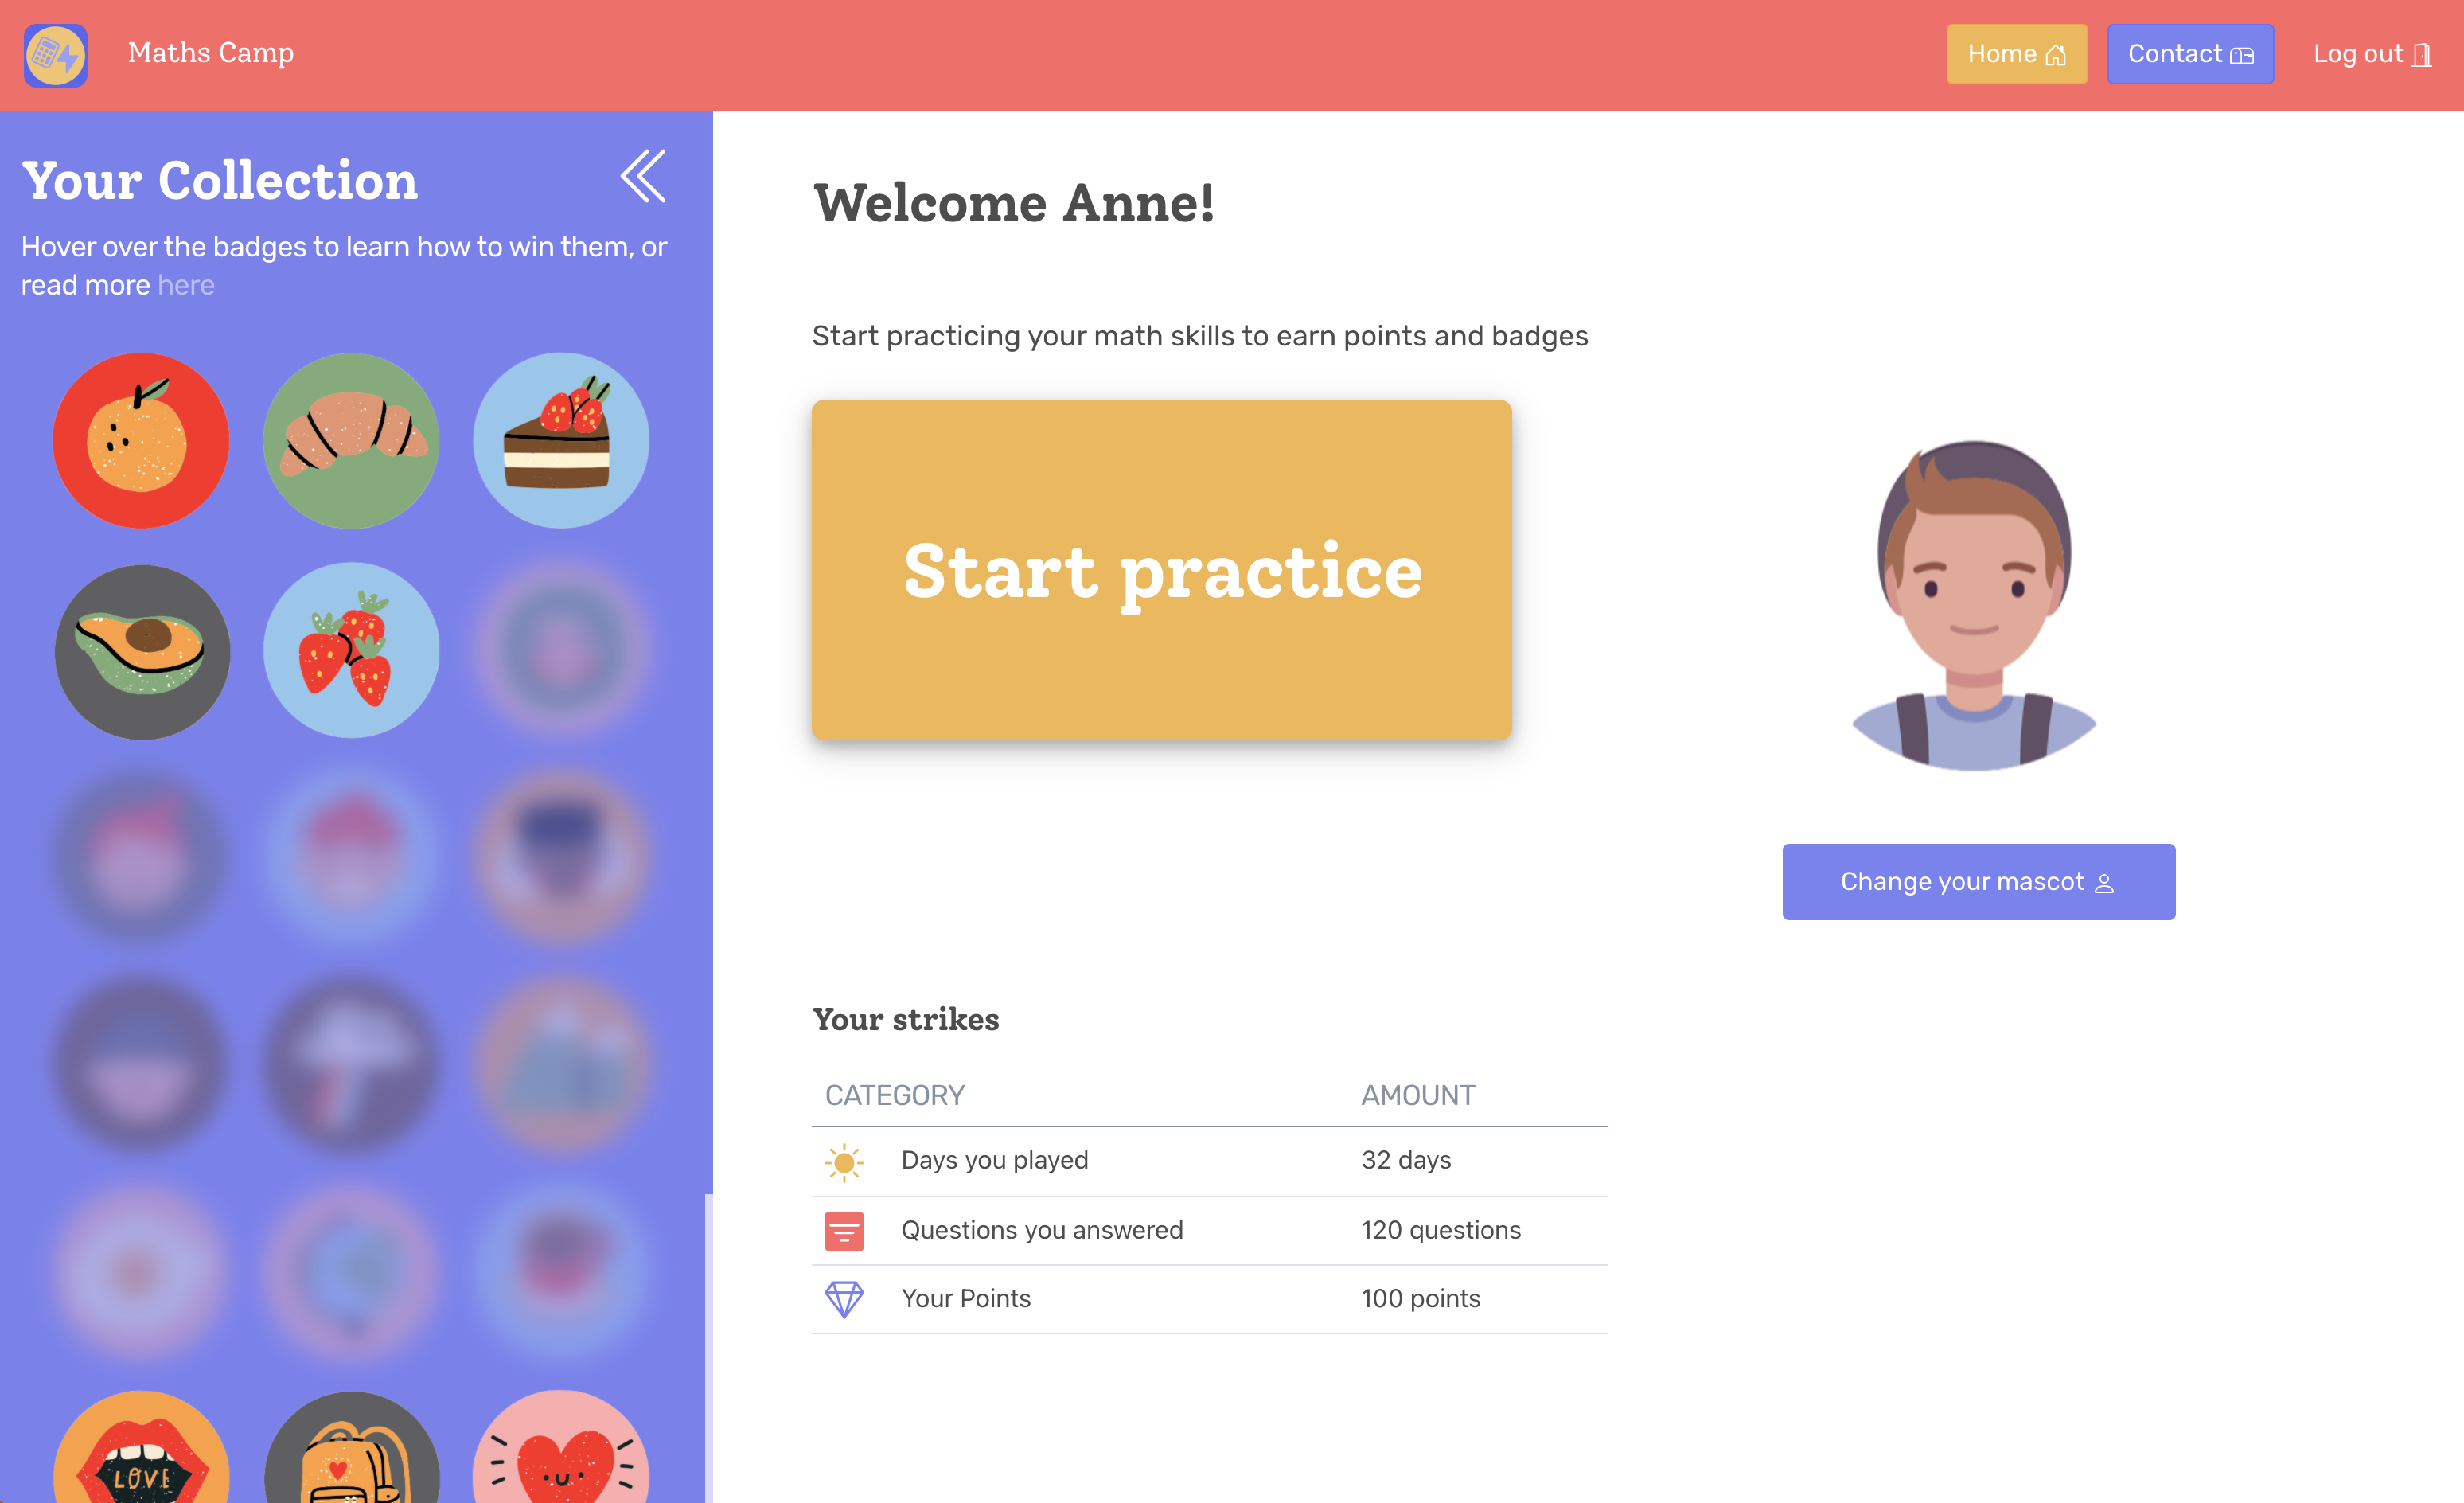 Maths Camp
Home
Contact
Log out
Your Collection
Hover over the badges to learn how to win them, or
read more here
LOVE
Welcome Anne!
Start practicing your math skills to earn points and badges
Start practice
Change your mascot
Your strikes
CATEGORY AMOUNT
Days you played 32 days
Questions you answered 120 questions
Your Points 100 points